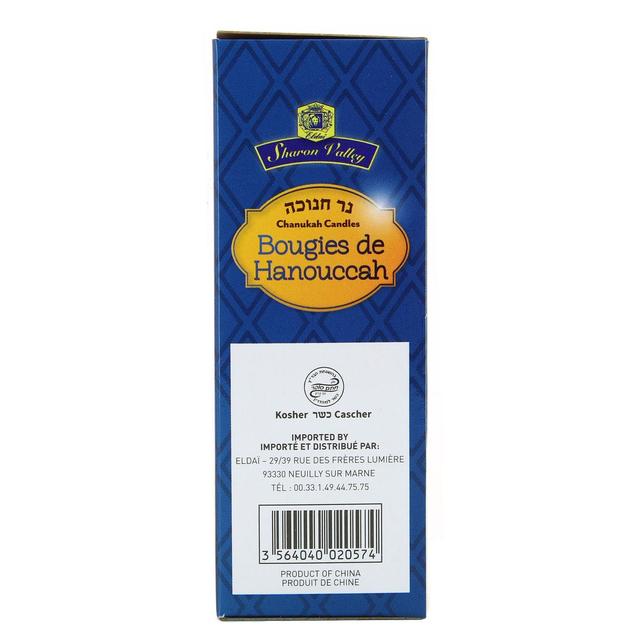 Eldaï
Sharon Valley
נר חנוכה
Chanukah Candles
Bougies de
Hanouccah
Kosher כשר Cascher
IMPORTED BY
IMPORTÉ ET DISTRIBUÉ PAR:
ELDAÏ – 29/39 RUE DES FRÈRES LUMIÈRE
93330 NEUILLY SUR MARNE
TÉL : 00.33.1.49.44.75.75
3 564040 020574
PRODUCT OF CHINA
PRODUIT DE CHINE